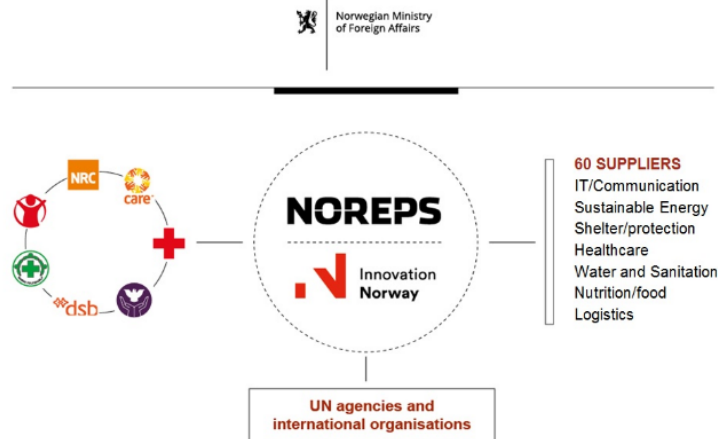 Norwegian Ministry
of Foreign Affairs
NRC
care
dsb
NOREPS
Innovation
Norway
60 SUPPLIERS
IT/Communication
Sustainable Energy
Shelter/protection
Healthcare
Water and Sanitation
Nutrition/food
Logistics
UN agencies and
international organisations